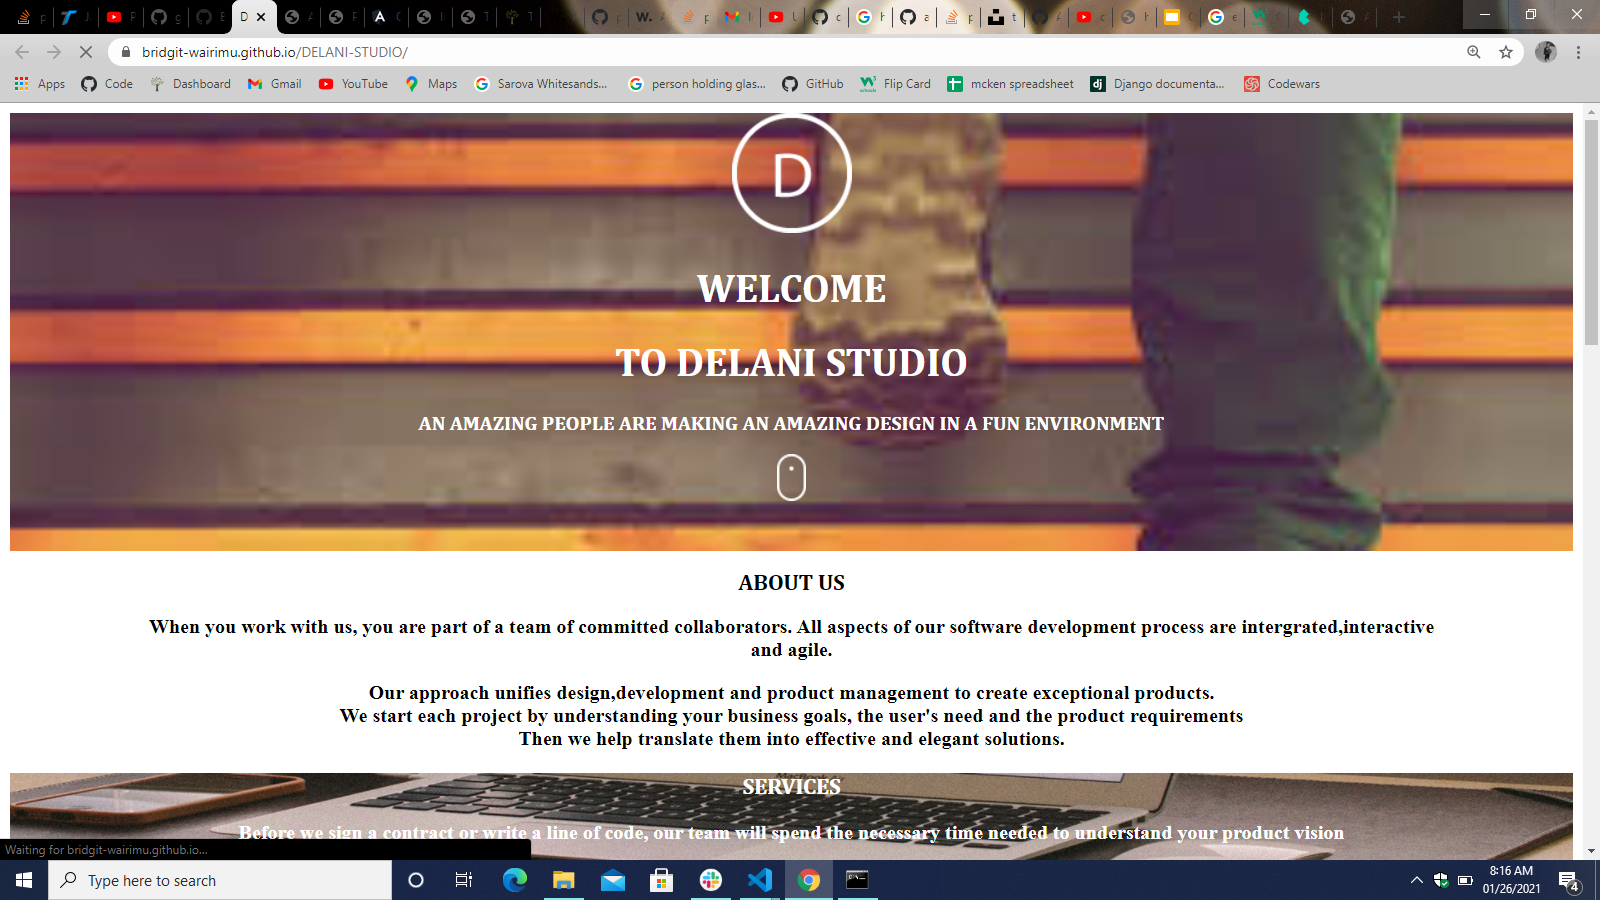 D
bridgit-wairimu.github.io/DELANI-STUDIO/
Apps
Code
Dashboard
Gmail
YouTube
Maps
Sarova Whitesands...
person holding glas...
GitHub
Flip Card
mcken spreadsheet
Django documenta...
Codewars
D
WELCOME
TO DELANI STUDIO
AN AMAZING PEOPLE ARE MAKING AN AMAZING DESIGN IN A FUN ENVIRONMENT
ABOUT US
When you work with us, you are part of a team of committed collaborators. All aspects of our software development process are intergrated,interactive
and agile.
Our approach unifies design,development and product management to create exceptional products.
We start each project by understanding your business goals, the user's need and the product requirements
Then we help translate them into effective and elegant solutions.
SERVICES
Before we sign a contract or write a line of code, our team will spend the necessary time needed to understand your product vision
Waiting for bridgit-wairimu.github.io...
Type here to search
8:16 AM
01/26/2021
4